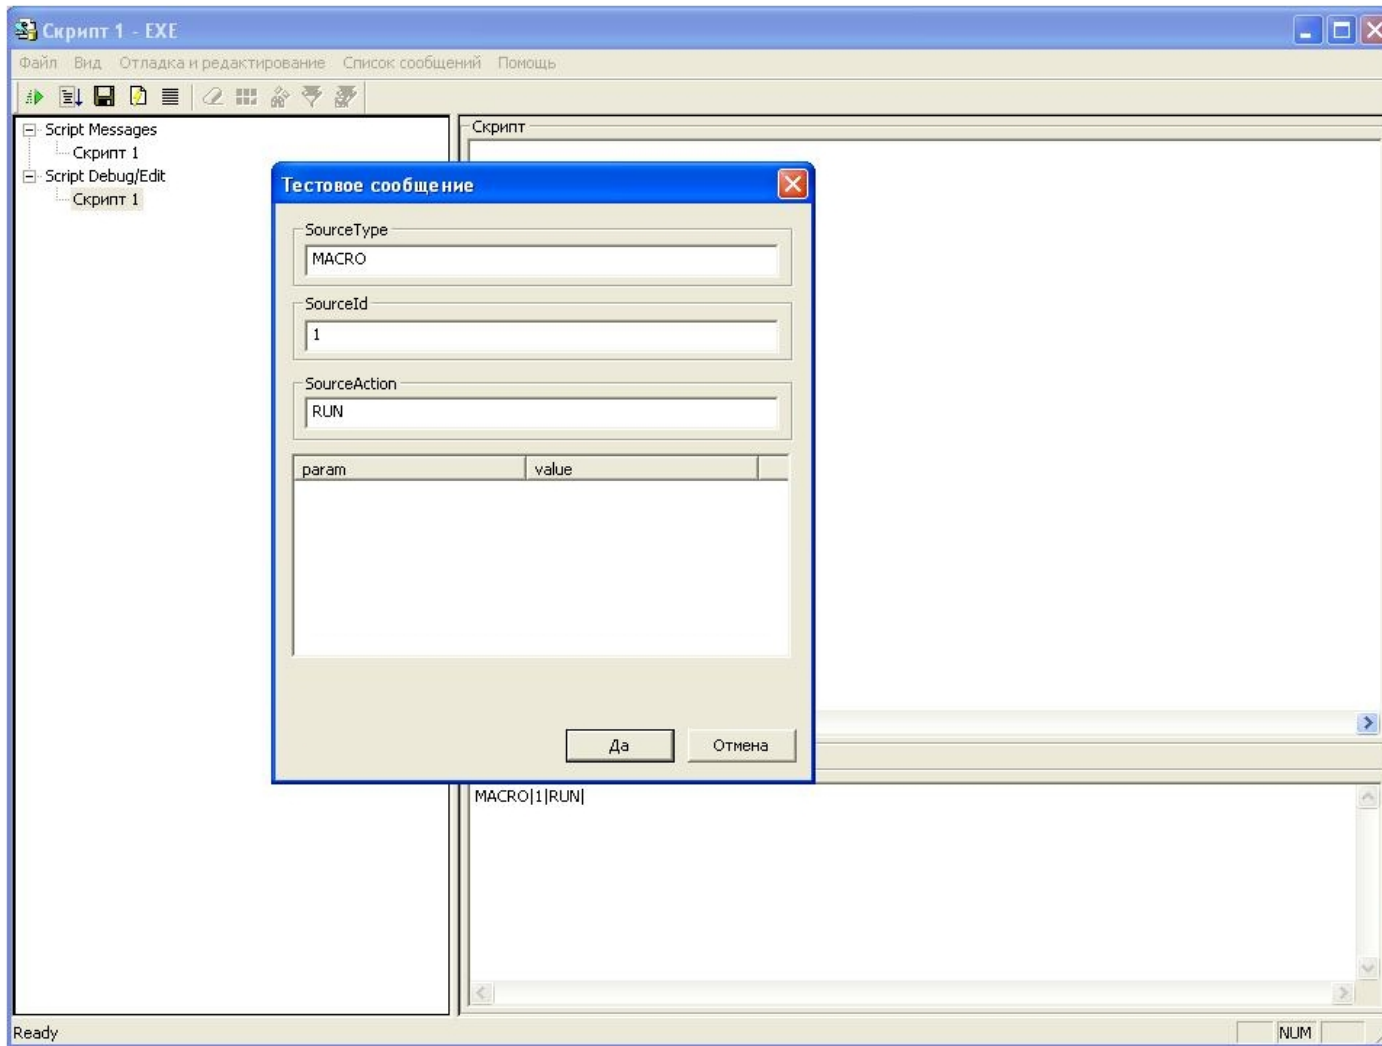 Скрипт 1 - EXE
Файл Вид Отладка и редактирование Список сообщений Помощь
Script Messages
Скрипт 1
Script Debug/Edit
Скрипт 1
Скрипт
Тестовое сообщение
SourceType
MACRO
SourceId
1
SourceAction
RUN
param value
Да Отмена
MACRO|1|RUN|
Ready NUM